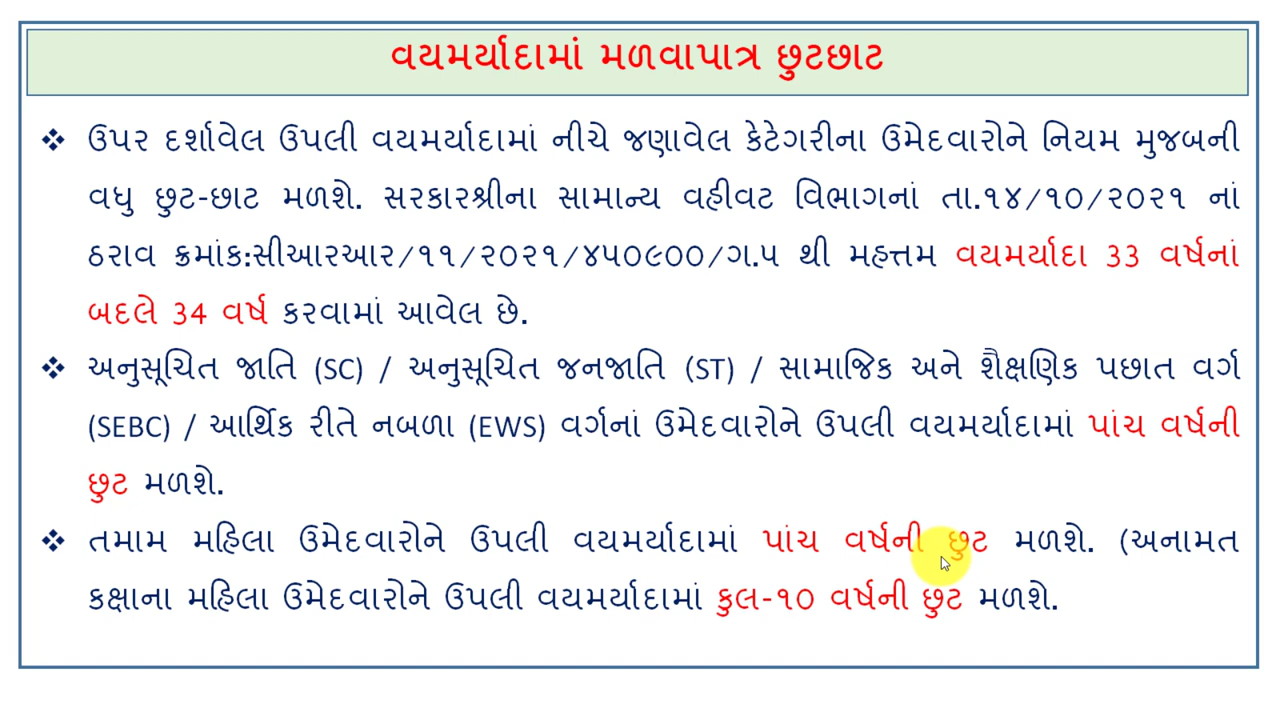 વયમર્યાદામાં મળવાપાત્ર છુટછાટ
❖ ઉપર દર્શાવેલ ઉપલી વયમર્યાદામાં નીચે જણાવેલ કેટેગરીના ઉમેદવારોને નિયમ મુજબની
વધુ છુટ-છાટ મળશે. સરકારશ્રીના સામાન્ય વહીવટ વિભાગનાં તા.૧૪/૧૦/૨૦૨૧ નાં
ઠરાવ ક્રમાંક:સીઆરઆર/૧૧/૨૦૨૧/૪૫૦૯૦૦/ગ.૫ થી મહત્તમ વયમર્યાદા 33 વર્ષનાં
બદલે 34 વર્ષ કરવામાં આવેલ છે.
❖ અનુસૂચિત જાતિ (SC) / અનુસૂચિત જનજાતિ (ST) / સામાજિક અને શૈક્ષણિક પછાત વર્ગ
(SEBC) / આર્થિક રીતે નબળા (EWS) વર્ગનાં ઉમેદવારોને ઉપલી વયમર્યાદામાં પાંચ વર્ષની
છુટ મળશે.
❖ તમામ મહિલા ઉમેદવારોને ઉપલી વયમર્યાદામાં પાંચ વર્ષની છુટ મળશે. (અનામત
કક્ષાના મહિલા ઉમેદવારોને ઉપલી વયમર્યાદામાં કુલ-૧૦ વર્ષની છુટ મળશે.